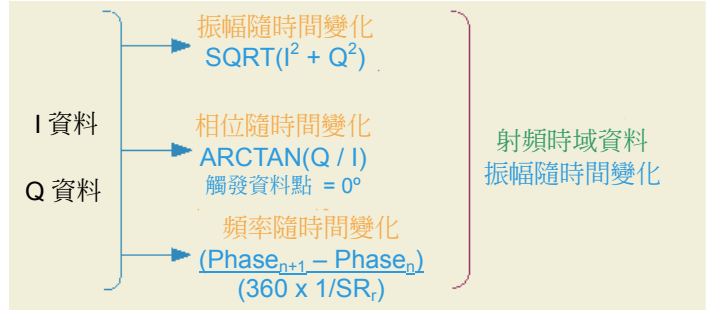 I 資料
Q 資料
振幅隨時間變化
SQRT(I² + Q²)
相位隨時間變化
ARCTAN(Q / I)
觸發資料點 = 0º
頻率隨時間變化
(Phaseₙ₊₁ – Phaseₙ)
(360 x 1/SRᵣ)
射頻時域資料
振幅隨時間變化